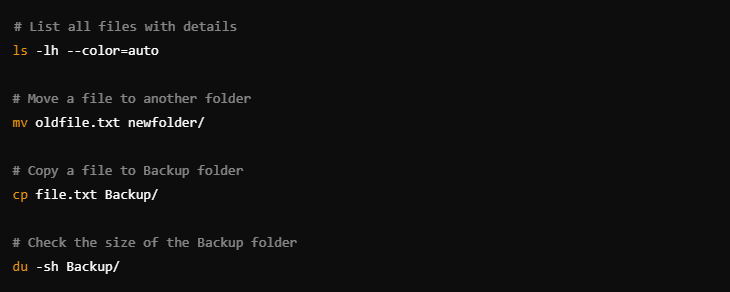 # List all files with details
ls -lh --color=auto
# Move a file to another folder
mv oldfile.txt newfolder/
# Copy a file to Backup folder
cp file.txt Backup/
# Check the size of the Backup folder
du -sh Backup/